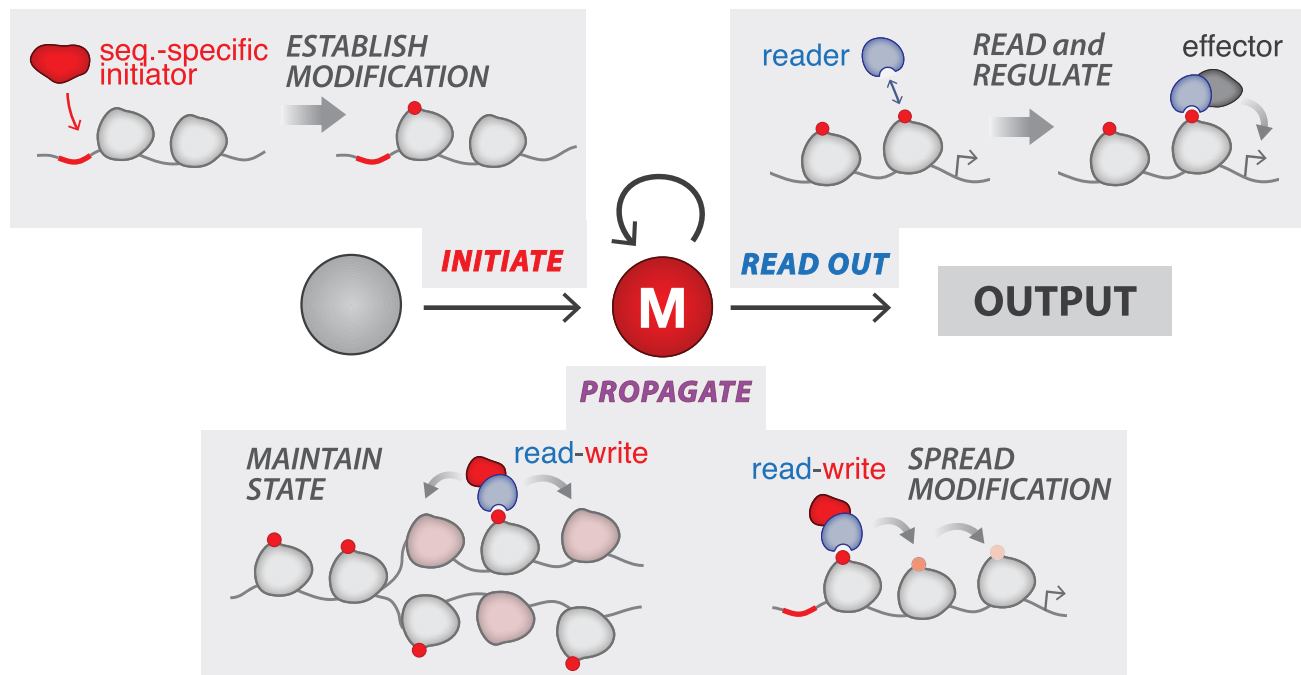 seq.-specific
initiator
ESTABLISH
MODIFICATION
reader
READ and
REGULATE
effector
INITIATE
M
READ OUT
OUTPUT
PROPAGATE
MAINTAIN
STATE
read-write
read-write
SPREAD
MODIFICATION